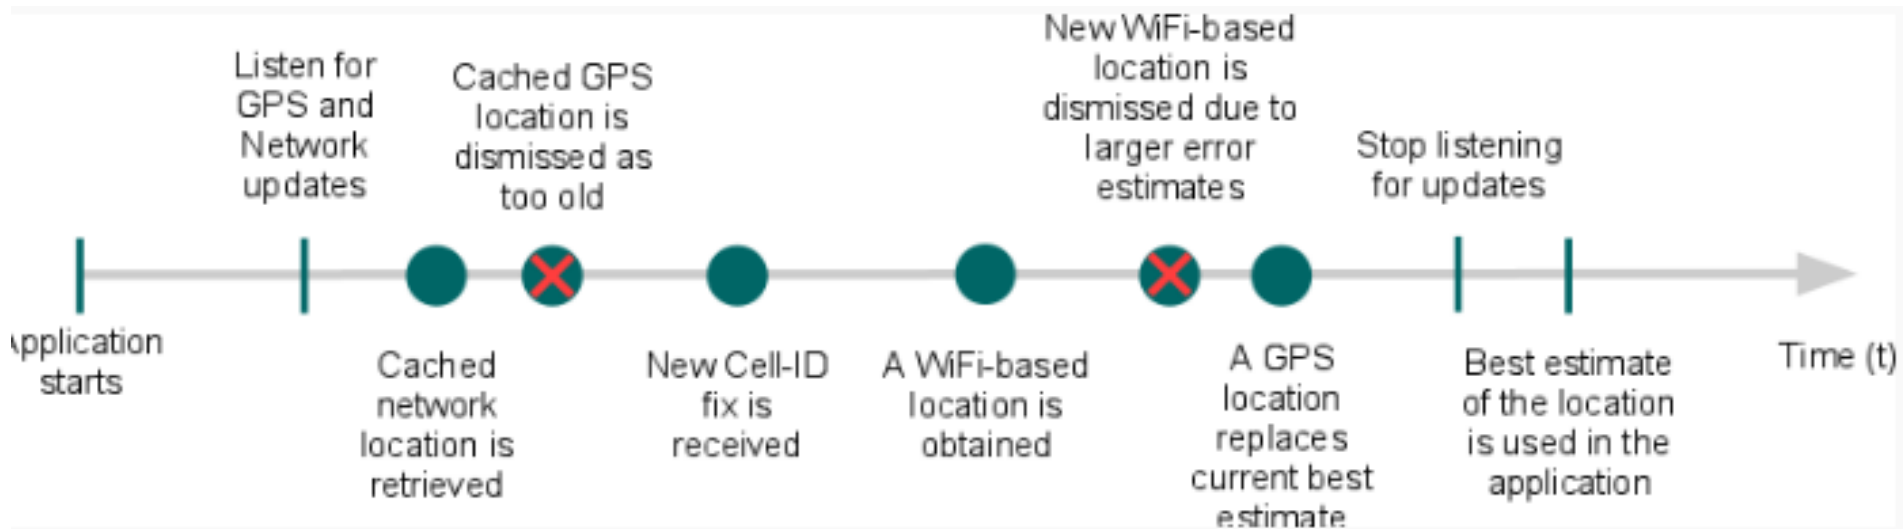 Listen for
GPS and
Network
updates
Cached GPS
location is
dismissed as
too old
New WiFi-based
location is
dismissed due to
larger error
estimates
Stop listening
for updates
Application
starts
Cached
network
location is
retrieved
New Cell-ID
fix is
received
A WiFi-based
location is
obtained
A GPS
location
replaces
current best
estimate
Best estimate
of the location
is used in the
application
Time (t)